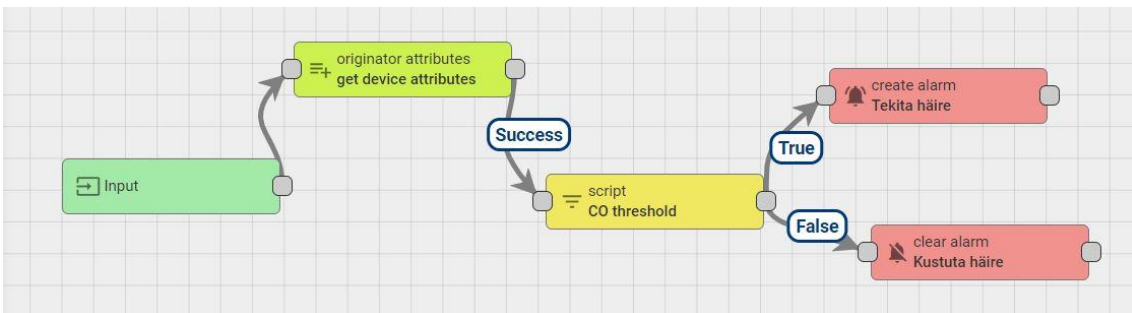 originator attributes
get device attributes
Success
Input
script
CO threshold
create alarm
Tekita häire
True
False
clear alarm
Kustuta häire